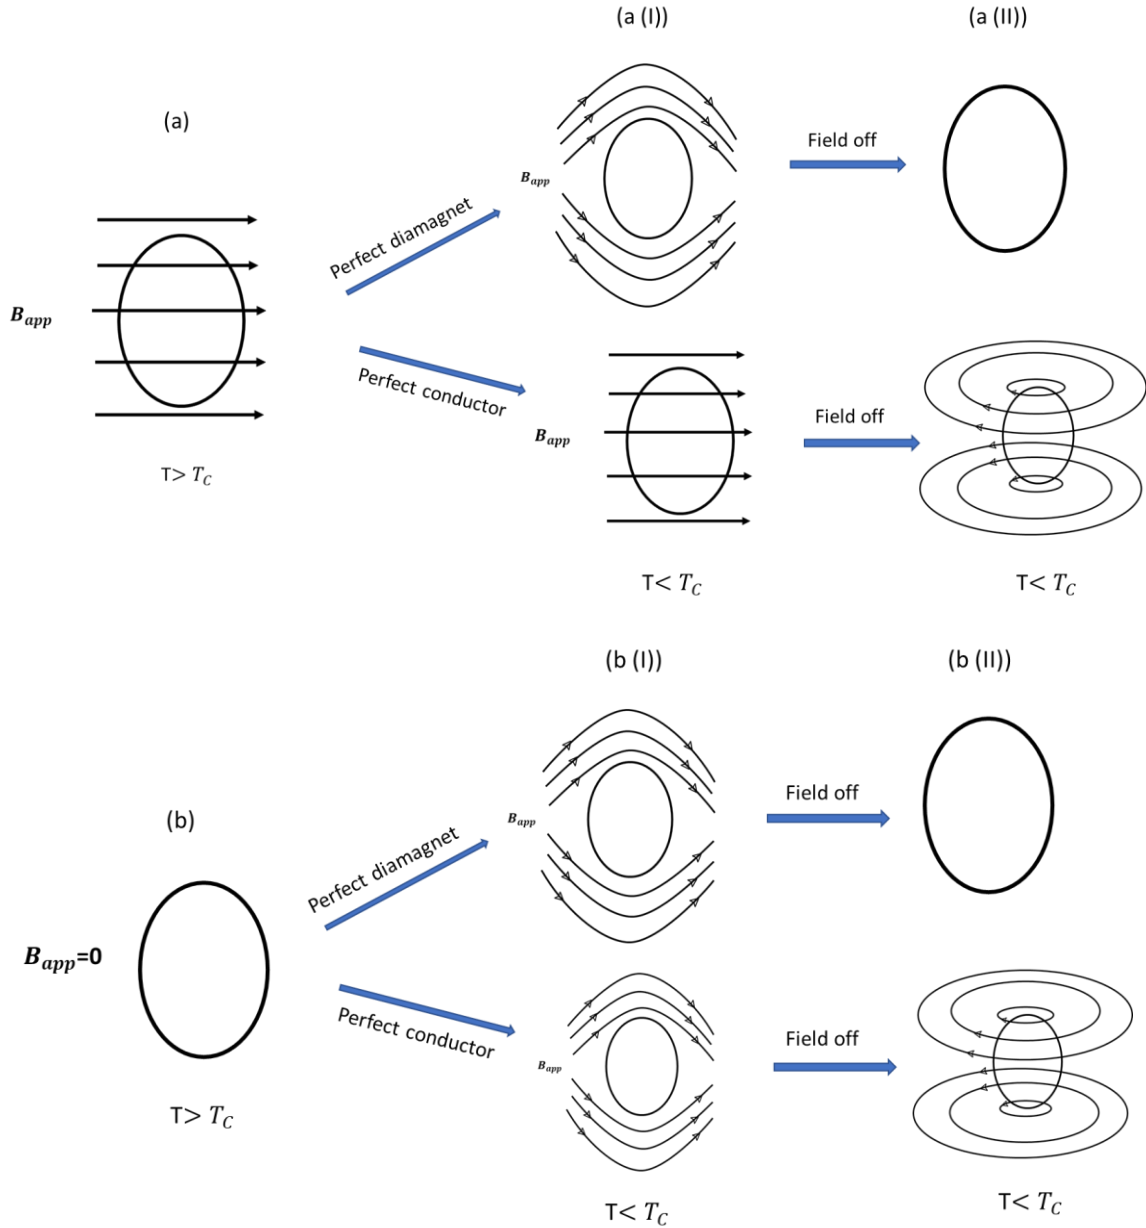 (a (I))
(a (II))
(a)
Perfect diamagnet
B_app
Field off
B_app
Perfect conductor
B_app
Field off
T> T_C
T< T_C
T< T_C
(b (I))
(b (II))
(b)
Perfect diamagnet
B_app
Field off
B_app=0
Perfect conductor
B_app
Field off
T> T_C
T< T_C
T< T_C